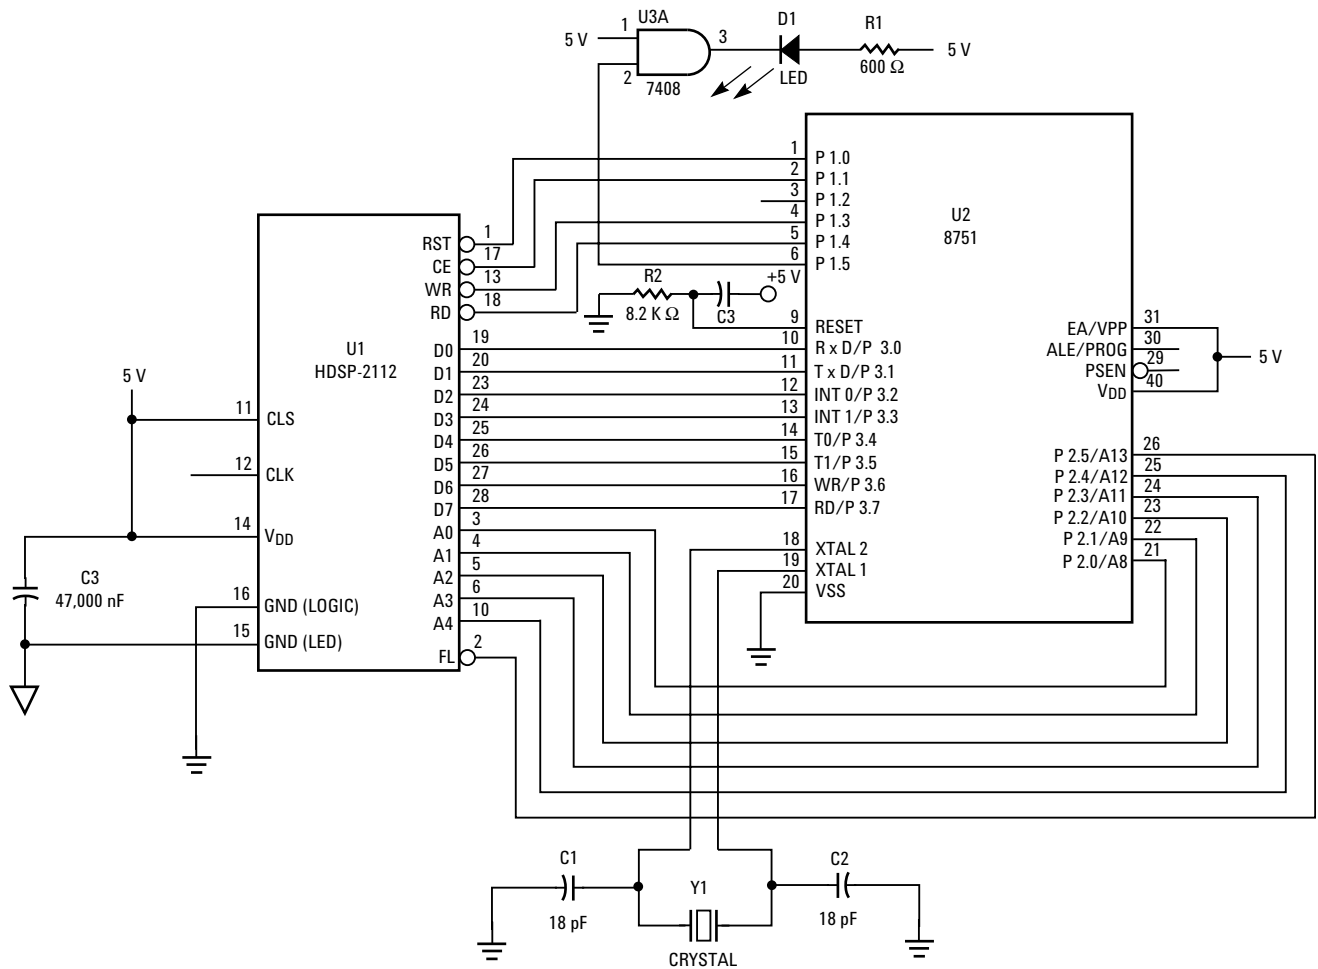 U3A
D1
R1
1
5 V
3
5 V
2
7408
LED
600 Ω
1
P 1.0
2
P 1.1
3
P 1.2
4
P 1.3
5
P 1.4
6
P 1.5
U2
8751
RST
1
CE
17
WR
13
RD
18
R2
+5 V
8.2 K Ω
C3
9
RESET
EA/VPP
31
ALE/PROG
30
PSEN
29
VDD
40
5 V
U1
HDSP-2112
D0
19
10
R x D/P 3.0
D1
20
11
T x D/P 3.1
D2
23
12
INT 0/P 3.2
D3
24
13
INT 1/P 3.3
D4
25
14
T0/P 3.4
D5
26
15
T1/P 3.5
D6
27
16
WR/P 3.6
D7
28
17
RD/P 3.7
5 V
11
CLS
12
CLK
14
VDD
C3
47,000 nF
16
GND (LOGIC)
15
GND (LED)
A0
3
A1
4
A2
5
A3
6
A4
10
FL
2
18
XTAL 2
19
XTAL 1
20
VSS
P 2.5/A13
26
P 2.4/A12
25
P 2.3/A11
24
P 2.2/A10
23
P 2.1/A9
22
P 2.0/A8
21
C1
18 pF
Y1
CRYSTAL
C2
18 pF